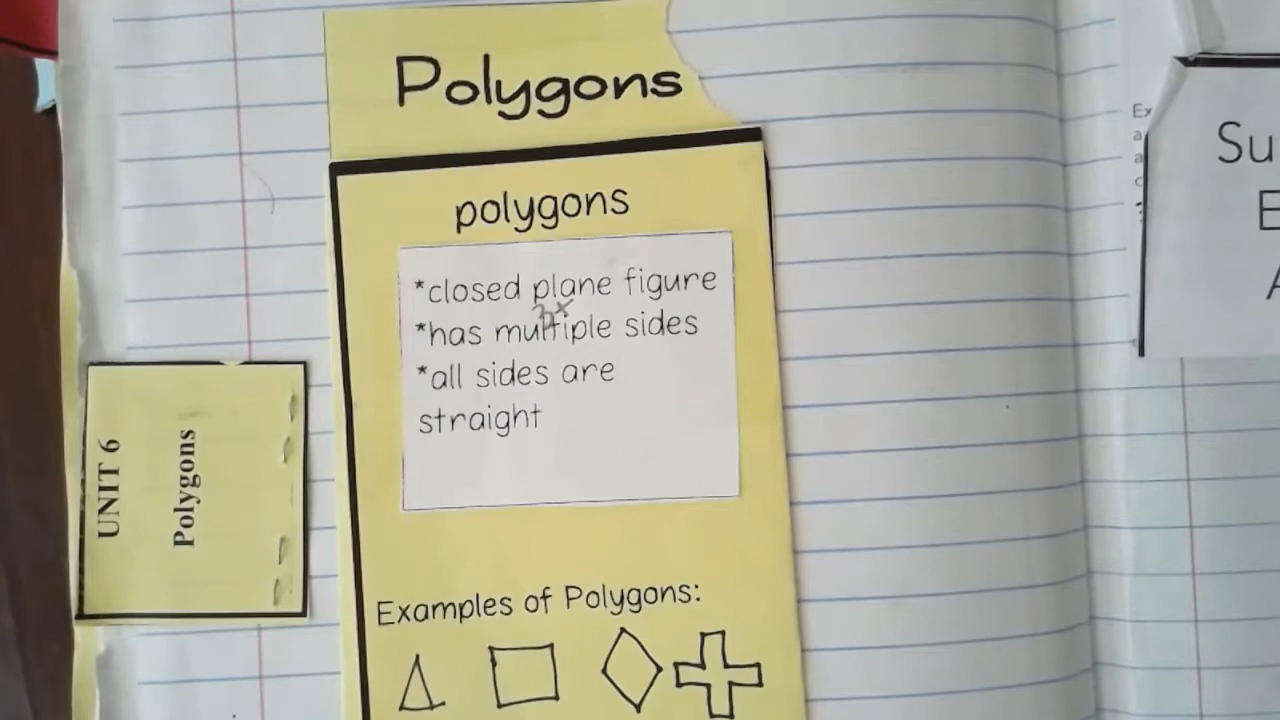 Polygons
polygons
*closed plane figure
*has multiple sides
*all sides are
straight
Examples of Polygons:
UNIT 6
Polygons
Su
E
A
Ex
a
a
c